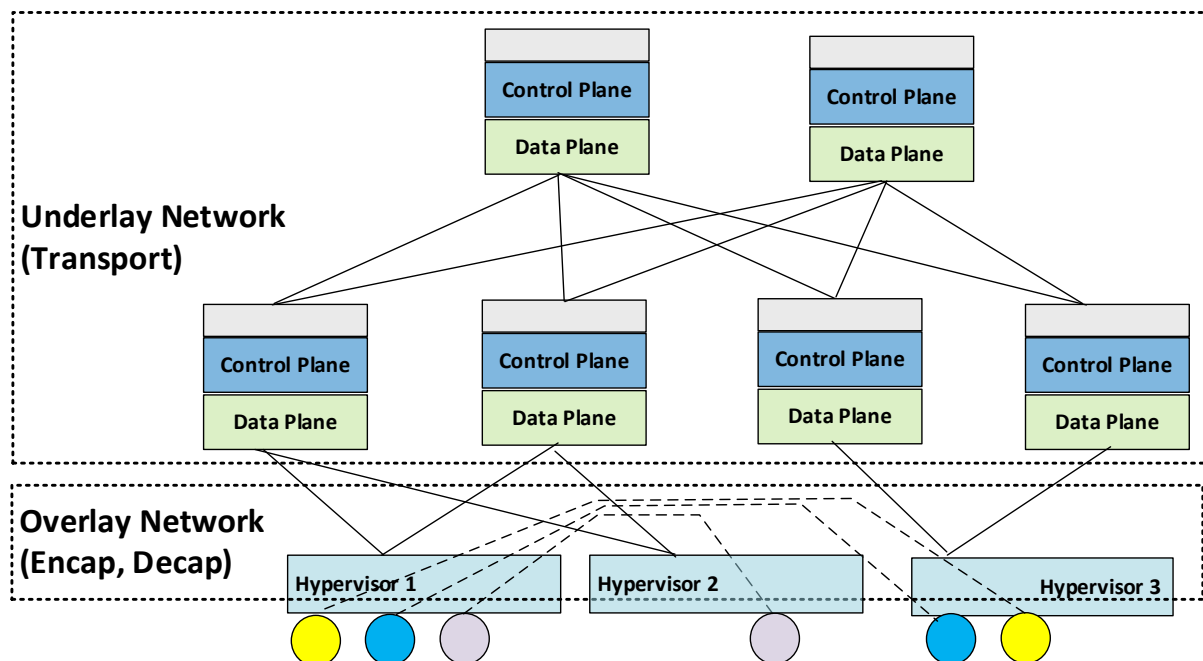 Control Plane
Control Plane
Data Plane
Data Plane
Underlay Network
(Transport)
Control Plane
Control Plane
Control Plane
Control Plane
Data Plane
Data Plane
Data Plane
Data Plane
Overlay Network
(Encap, Decap)
Hypervisor 1
Hypervisor 2
Hypervisor 3